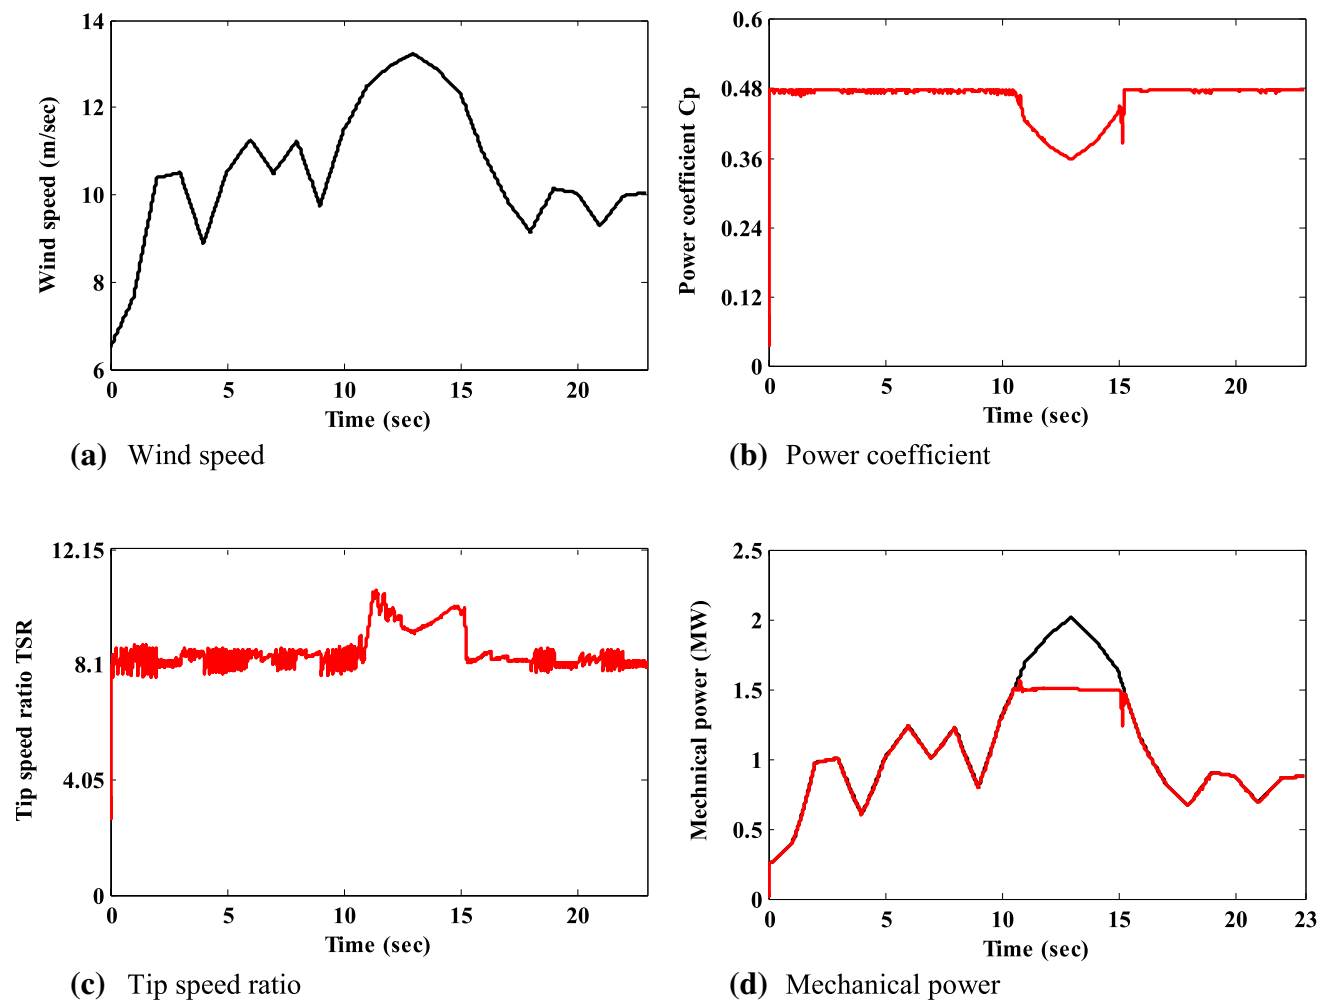 14
12
10
8
6
Wind speed (m/sec)
0 5 10 15 20
Time (sec)
(a) Wind speed
0.6
0.48
0.36
0.24
0.12
0
Power coefficient Cp
0 5 10 15 20
Time (sec)
(b) Power coefficient
12.15
8.1
4.05
0
Tip speed ratio TSR
0 5 10 15 20
Time (sec)
(c) Tip speed ratio
2.5
2
1.5
1
0.5
0
Mechnical power (MW)
0 5 10 15 20 23
Time (sec)
(d) Mechanical power